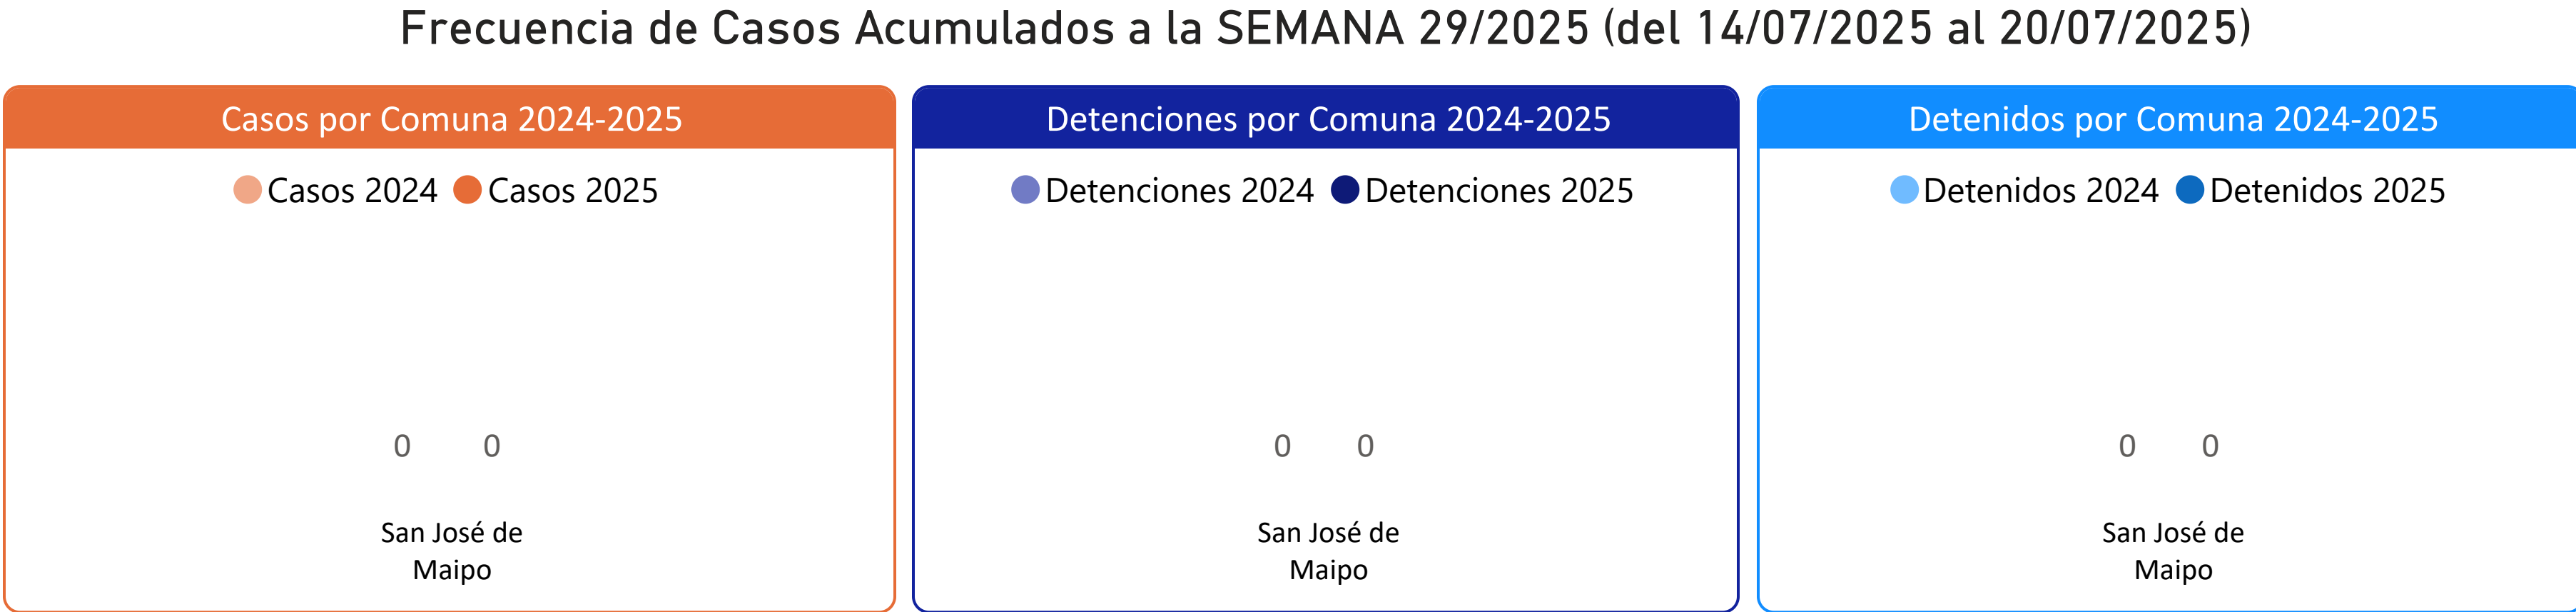 Frecuencia de Casos Acumulados a la SEMANA 29/2025 (del 14/07/2025 al 20/07/2025)
Casos por Comuna 2024-2025
Casos 2024 Casos 2025
0 0
San José de
Maipo
Detenciones por Comuna 2024-2025
Detenciones 2024 Detenciones 2025
0 0
San José de
Maipo
Detenidos por Comuna 2024-2025
Detenidos 2024 Detenidos 2025
0 0
San José de
Maipo